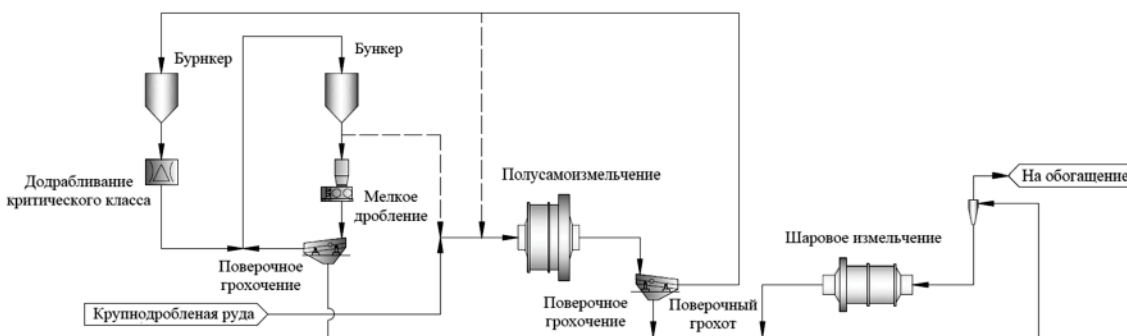 Бурнкер
Бункер
Додрабливание
критического класса
Мелкое
дробление
Полусамоизмельчение
На обогащение
Шаровое измельчение
Поверочное
грохочение
Крупнодробленая руда
Поверочное
грохочение
Поверочный
грохот